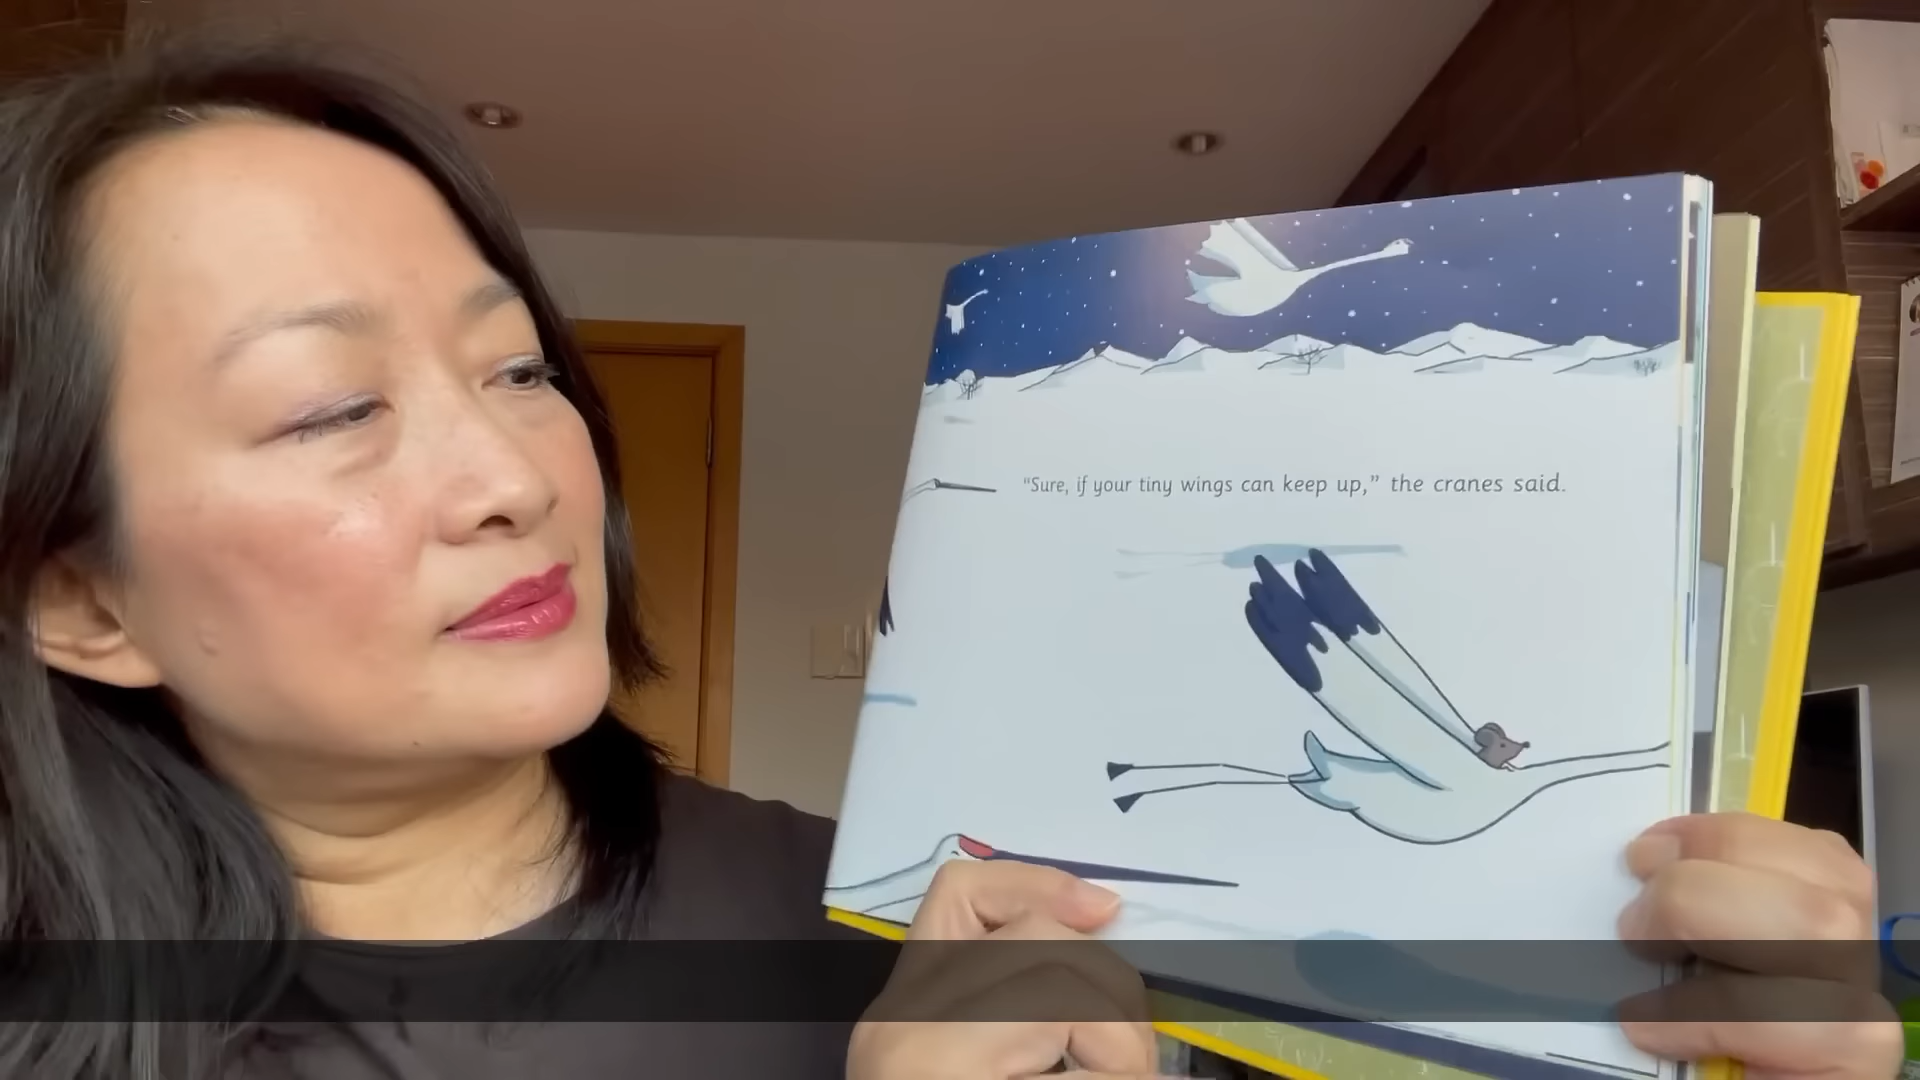 “Sure, if your tiny wings can keep up,” the cranes said.